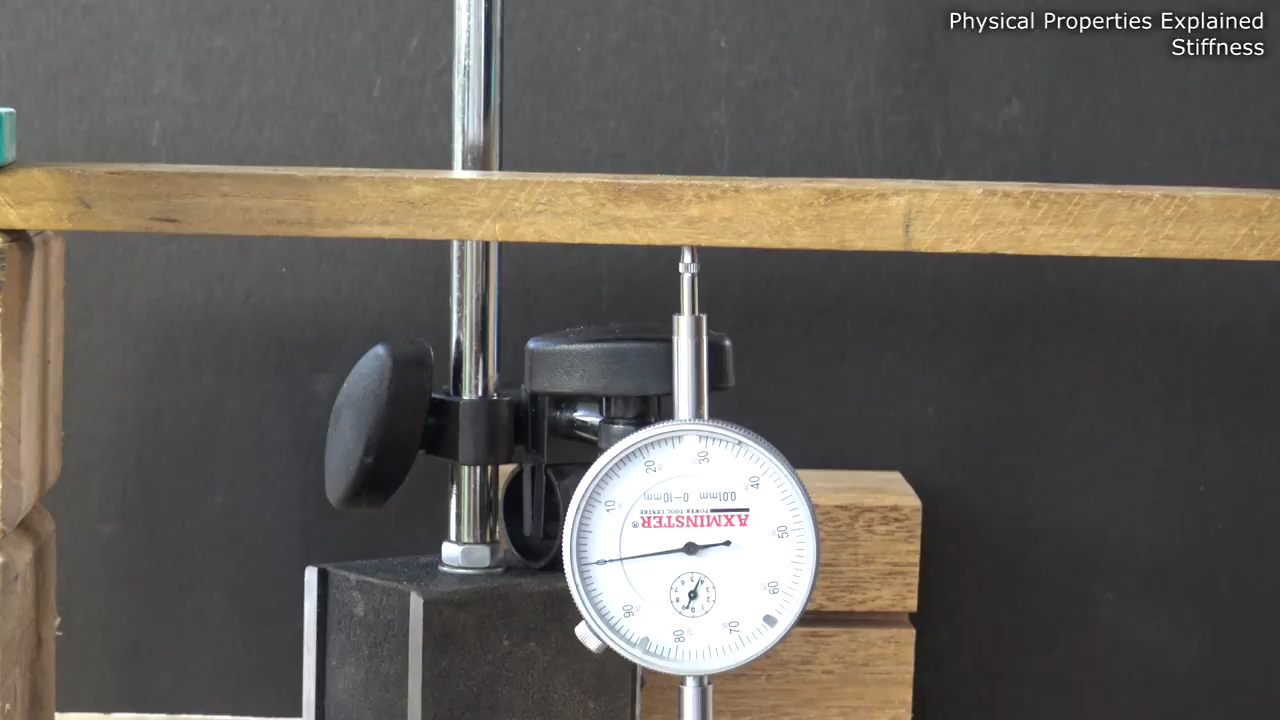 Physical Properties Explained
Stiffness
0.01mm 0-10mm
POWER TOOL CENTRE
AXMINSTER®
0
10
20
30
40
50
60
70
80
90